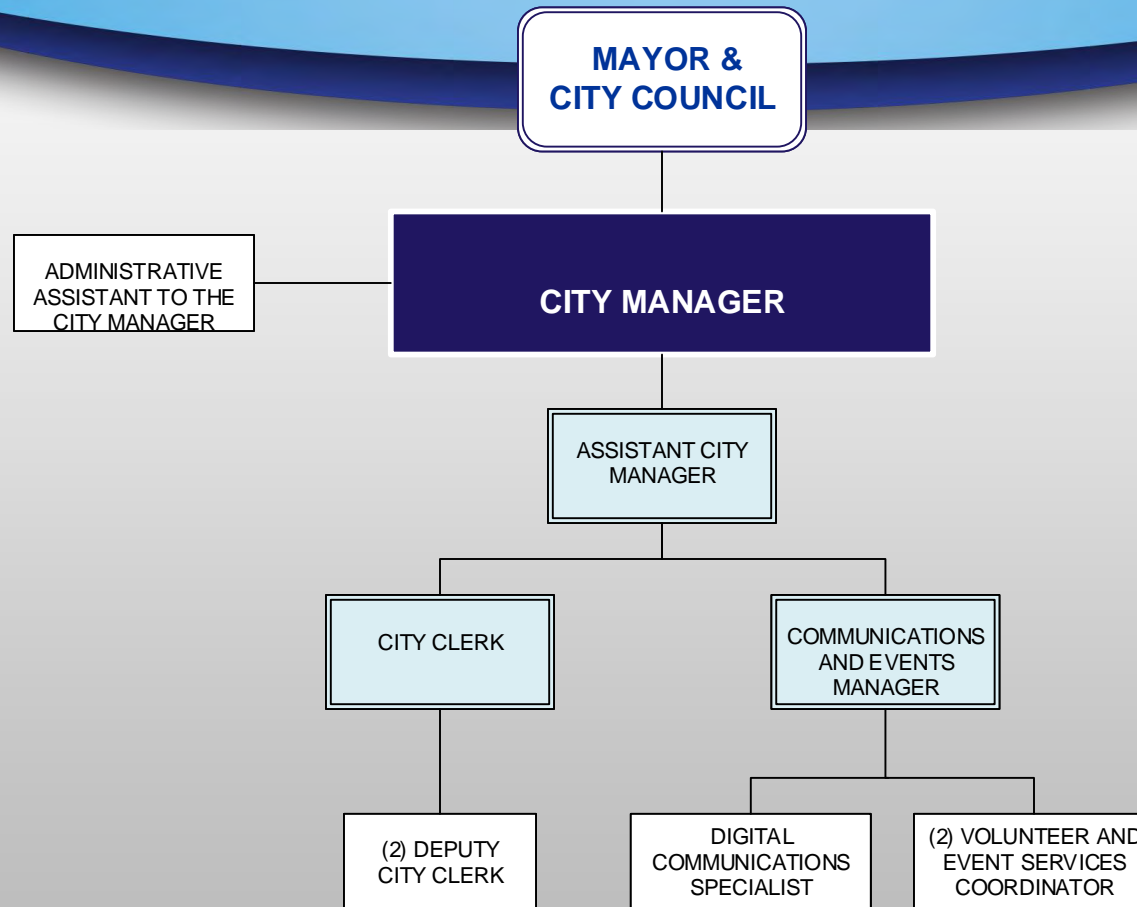 MAYOR &
CITY COUNCIL
ADMINISTRATIVE
ASSISTANT TO THE
CITY MANAGER
CITY MANAGER
ASSISTANT CITY
MANAGER
CITY CLERK
COMMUNICATIONS
AND EVENTS
MANAGER
(2) DEPUTY
CITY CLERK
DIGITAL
COMMUNICATIONS
SPECIALIST
(2) VOLUNTEER AND
EVENT SERVICES
COORDINATOR